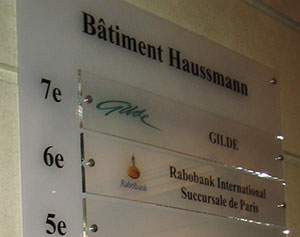 Bâtiment Haussmann
7e
Gilde
GILDE
6e
Rabobank
Rabobank International
Succursale de Paris
5e